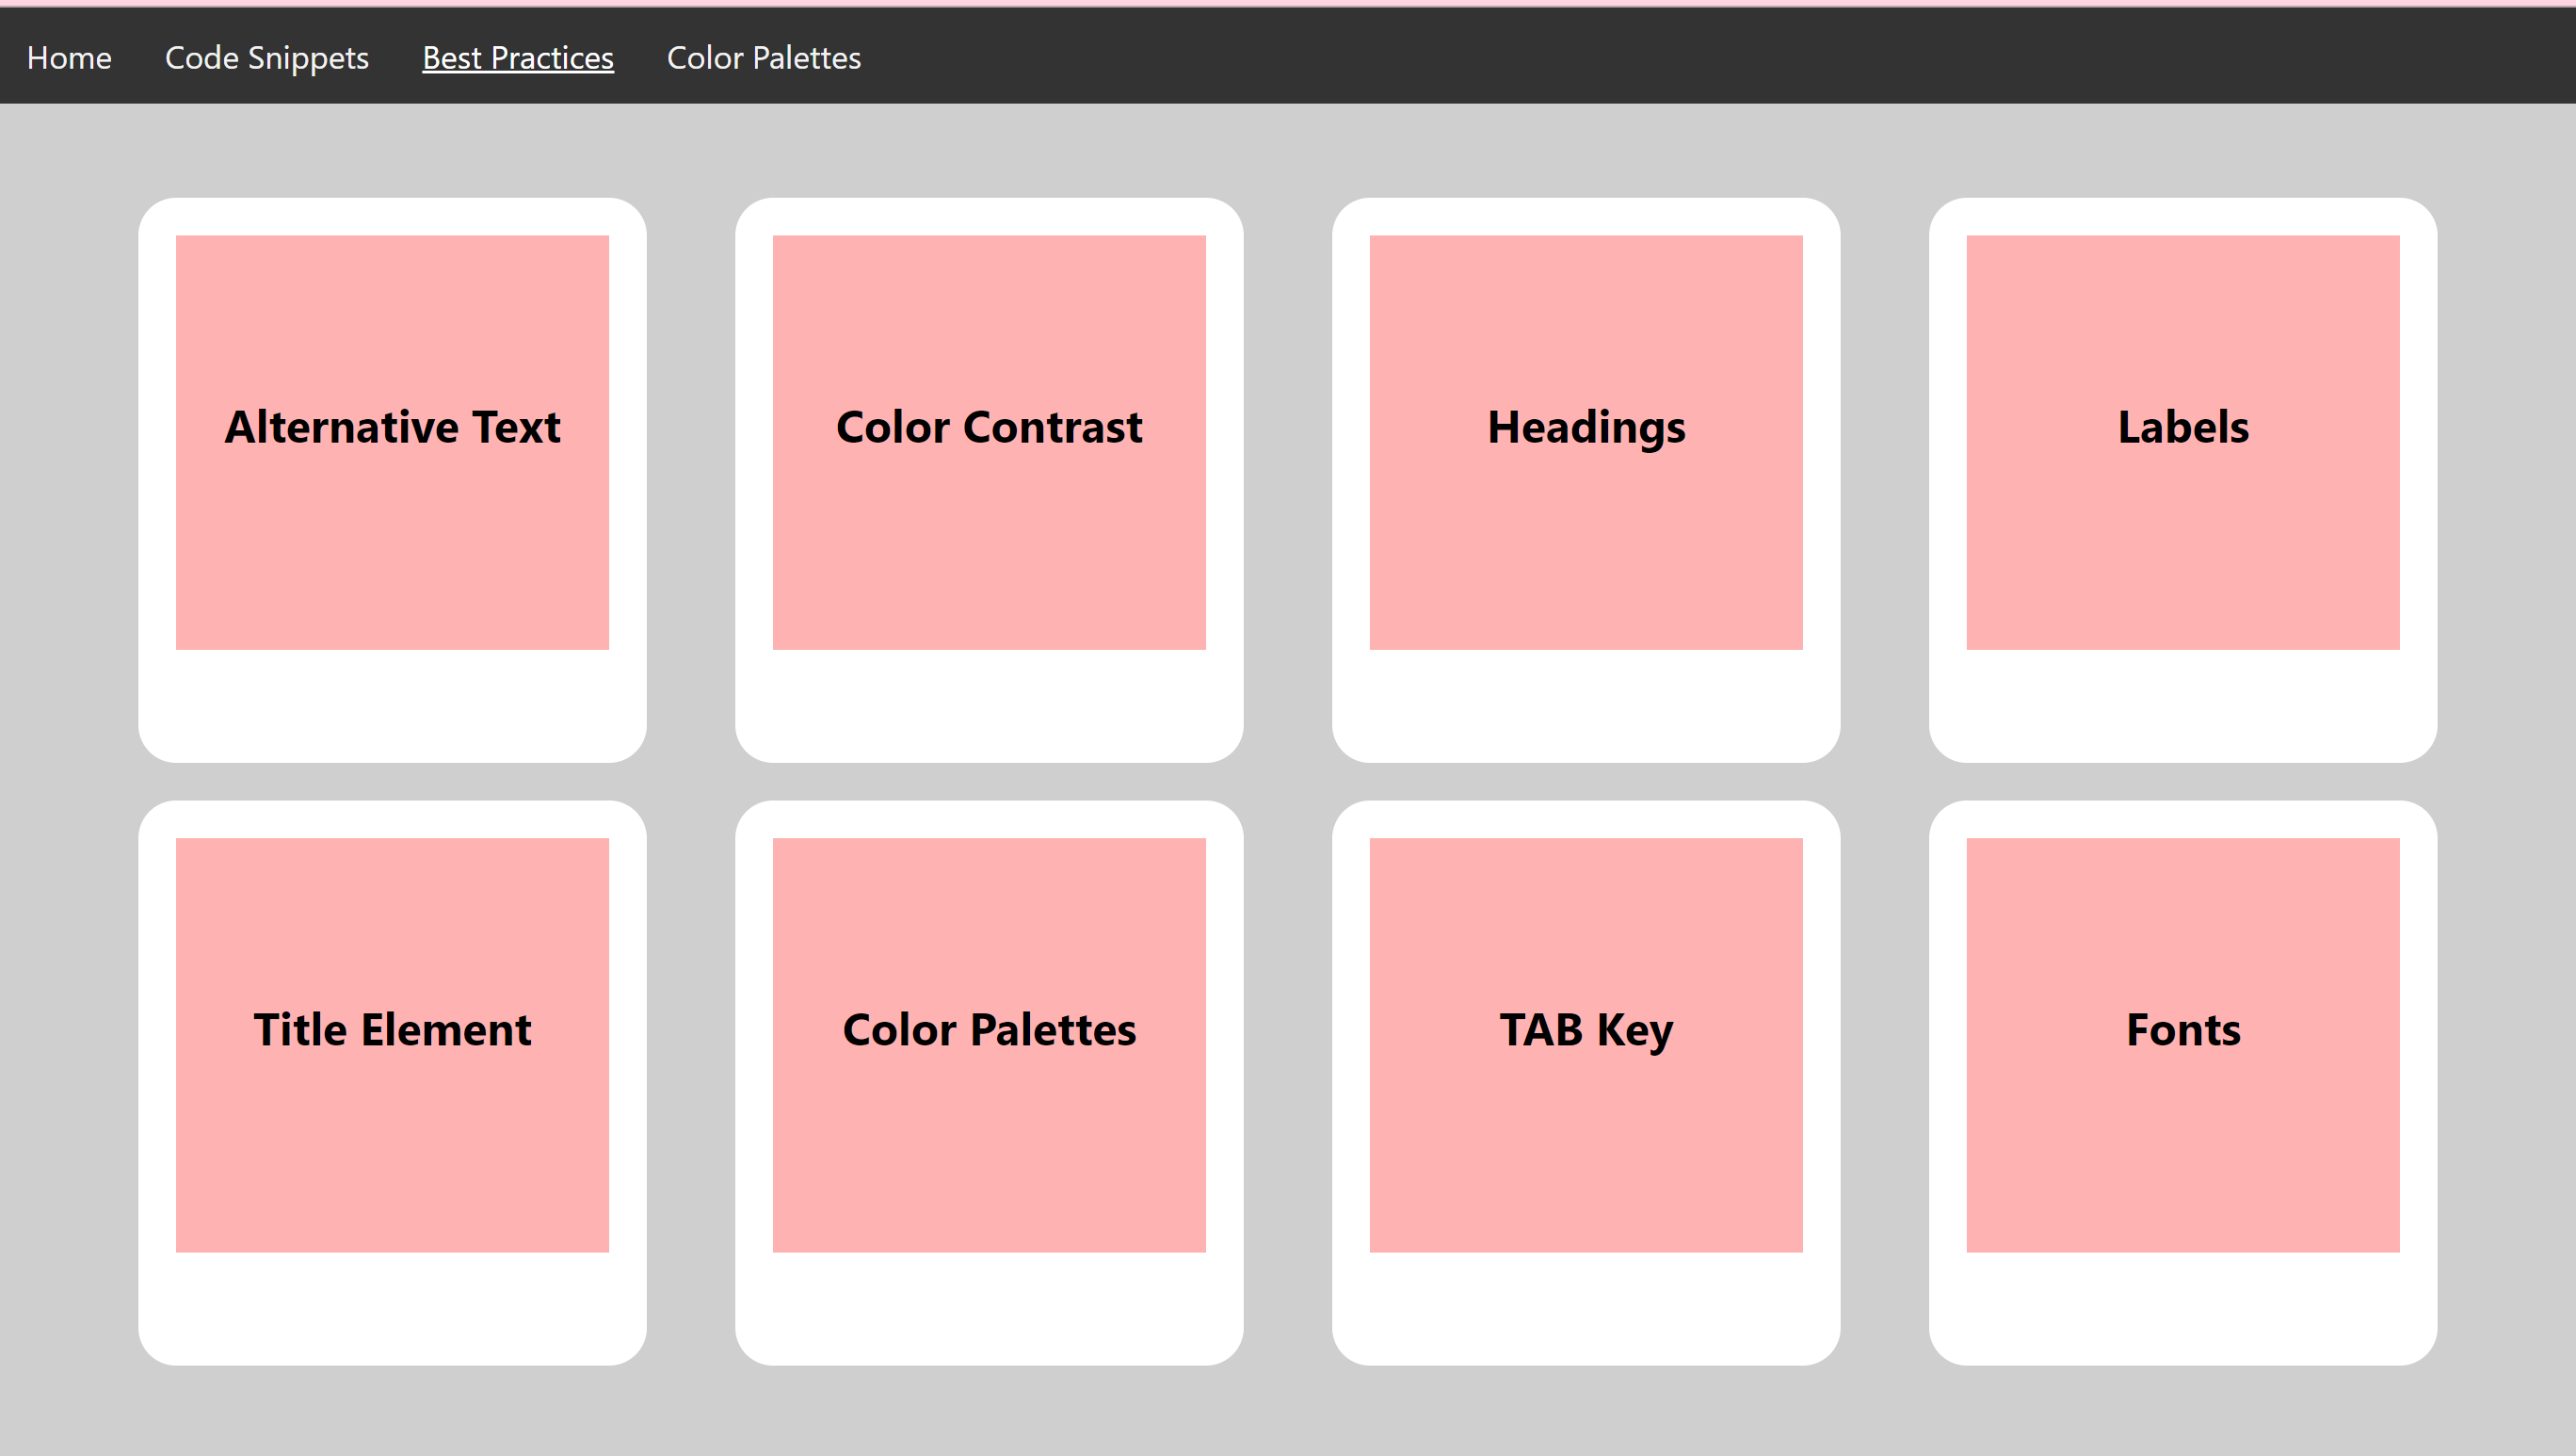 Home Code Snippets Best Practices Color Palettes
Alternative Text
Color Contrast
Headings
Labels
Title Element
Color Palettes
TAB Key
Fonts